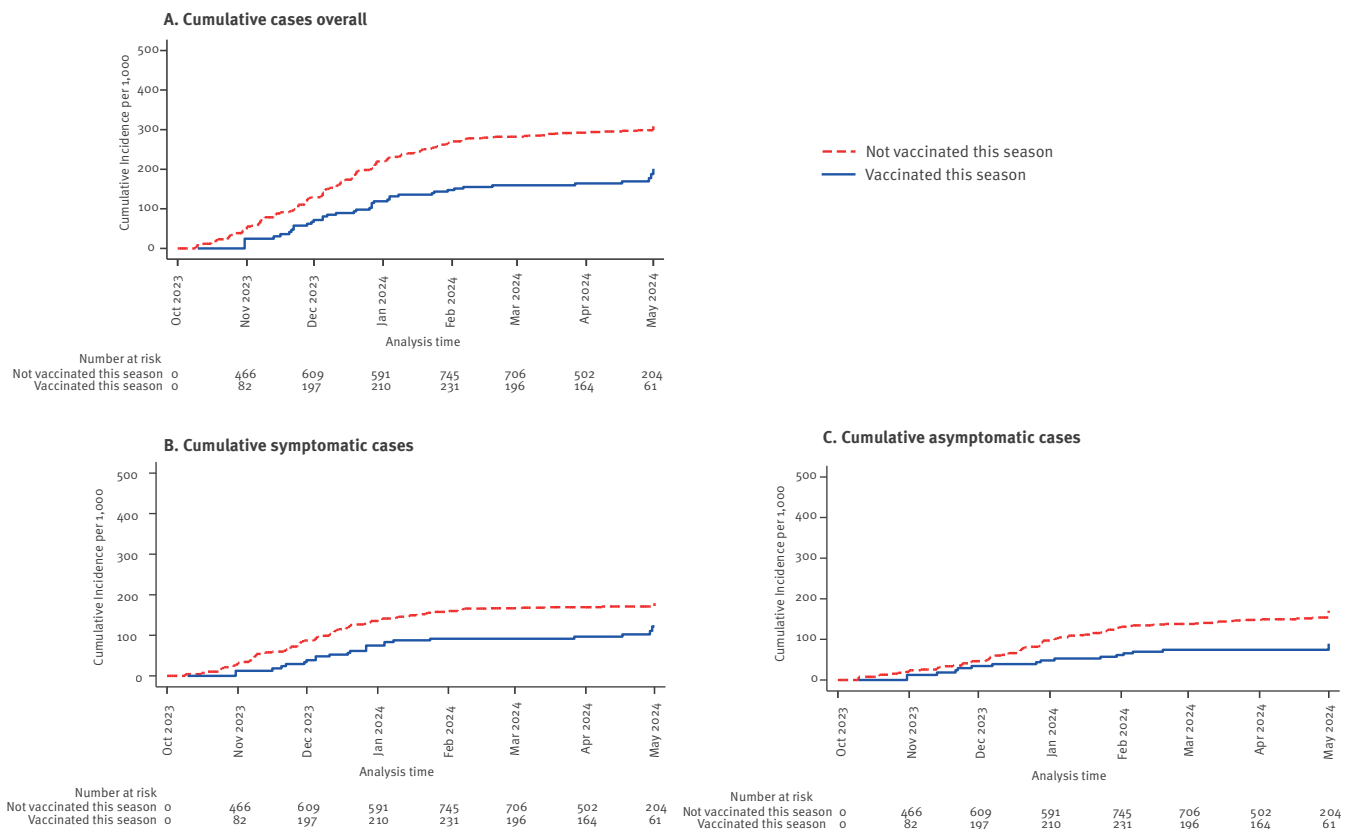 A. Cumulative cases overall
Cumulative Incidence per 1,000
500
400
300
200
100
0
Oct 2023
Nov 2023
Dec 2023
Jan 2024
Feb 2024
Mar 2024
Apr 2024
May 2024
Analysis time
Number at risk
Not vaccinated this season 0 466 609 591 745 706 502 204
Vaccinated this season 0 82 197 210 231 196 164 61
Not vaccinated this season
Vaccinated this season
B. Cumulative symptomatic cases
Cumulative Incidence per 1,000
500
400
300
200
100
0
Oct 2023
Nov 2023
Dec 2023
Jan 2024
Feb 2024
Mar 2024
Apr 2024
May 2024
Analysis time
Number at risk
Not vaccinated this season 0 466 609 591 745 706 502 204
Vaccinated this season 0 82 197 210 231 196 164 61
C. Cumulative asymptomatic cases
Cumulative Incidence per 1,000
500
400
300
200
100
0
Oct 2023
Nov 2023
Dec 2023
Jan 2024
Feb 2024
Mar 2024
Apr 2024
May 2024
Analysis time
Number at risk
Not vaccinated this season 0 466 609 591 745 706 502 204
Vaccinated this season 0 82 197 210 231 196 164 61